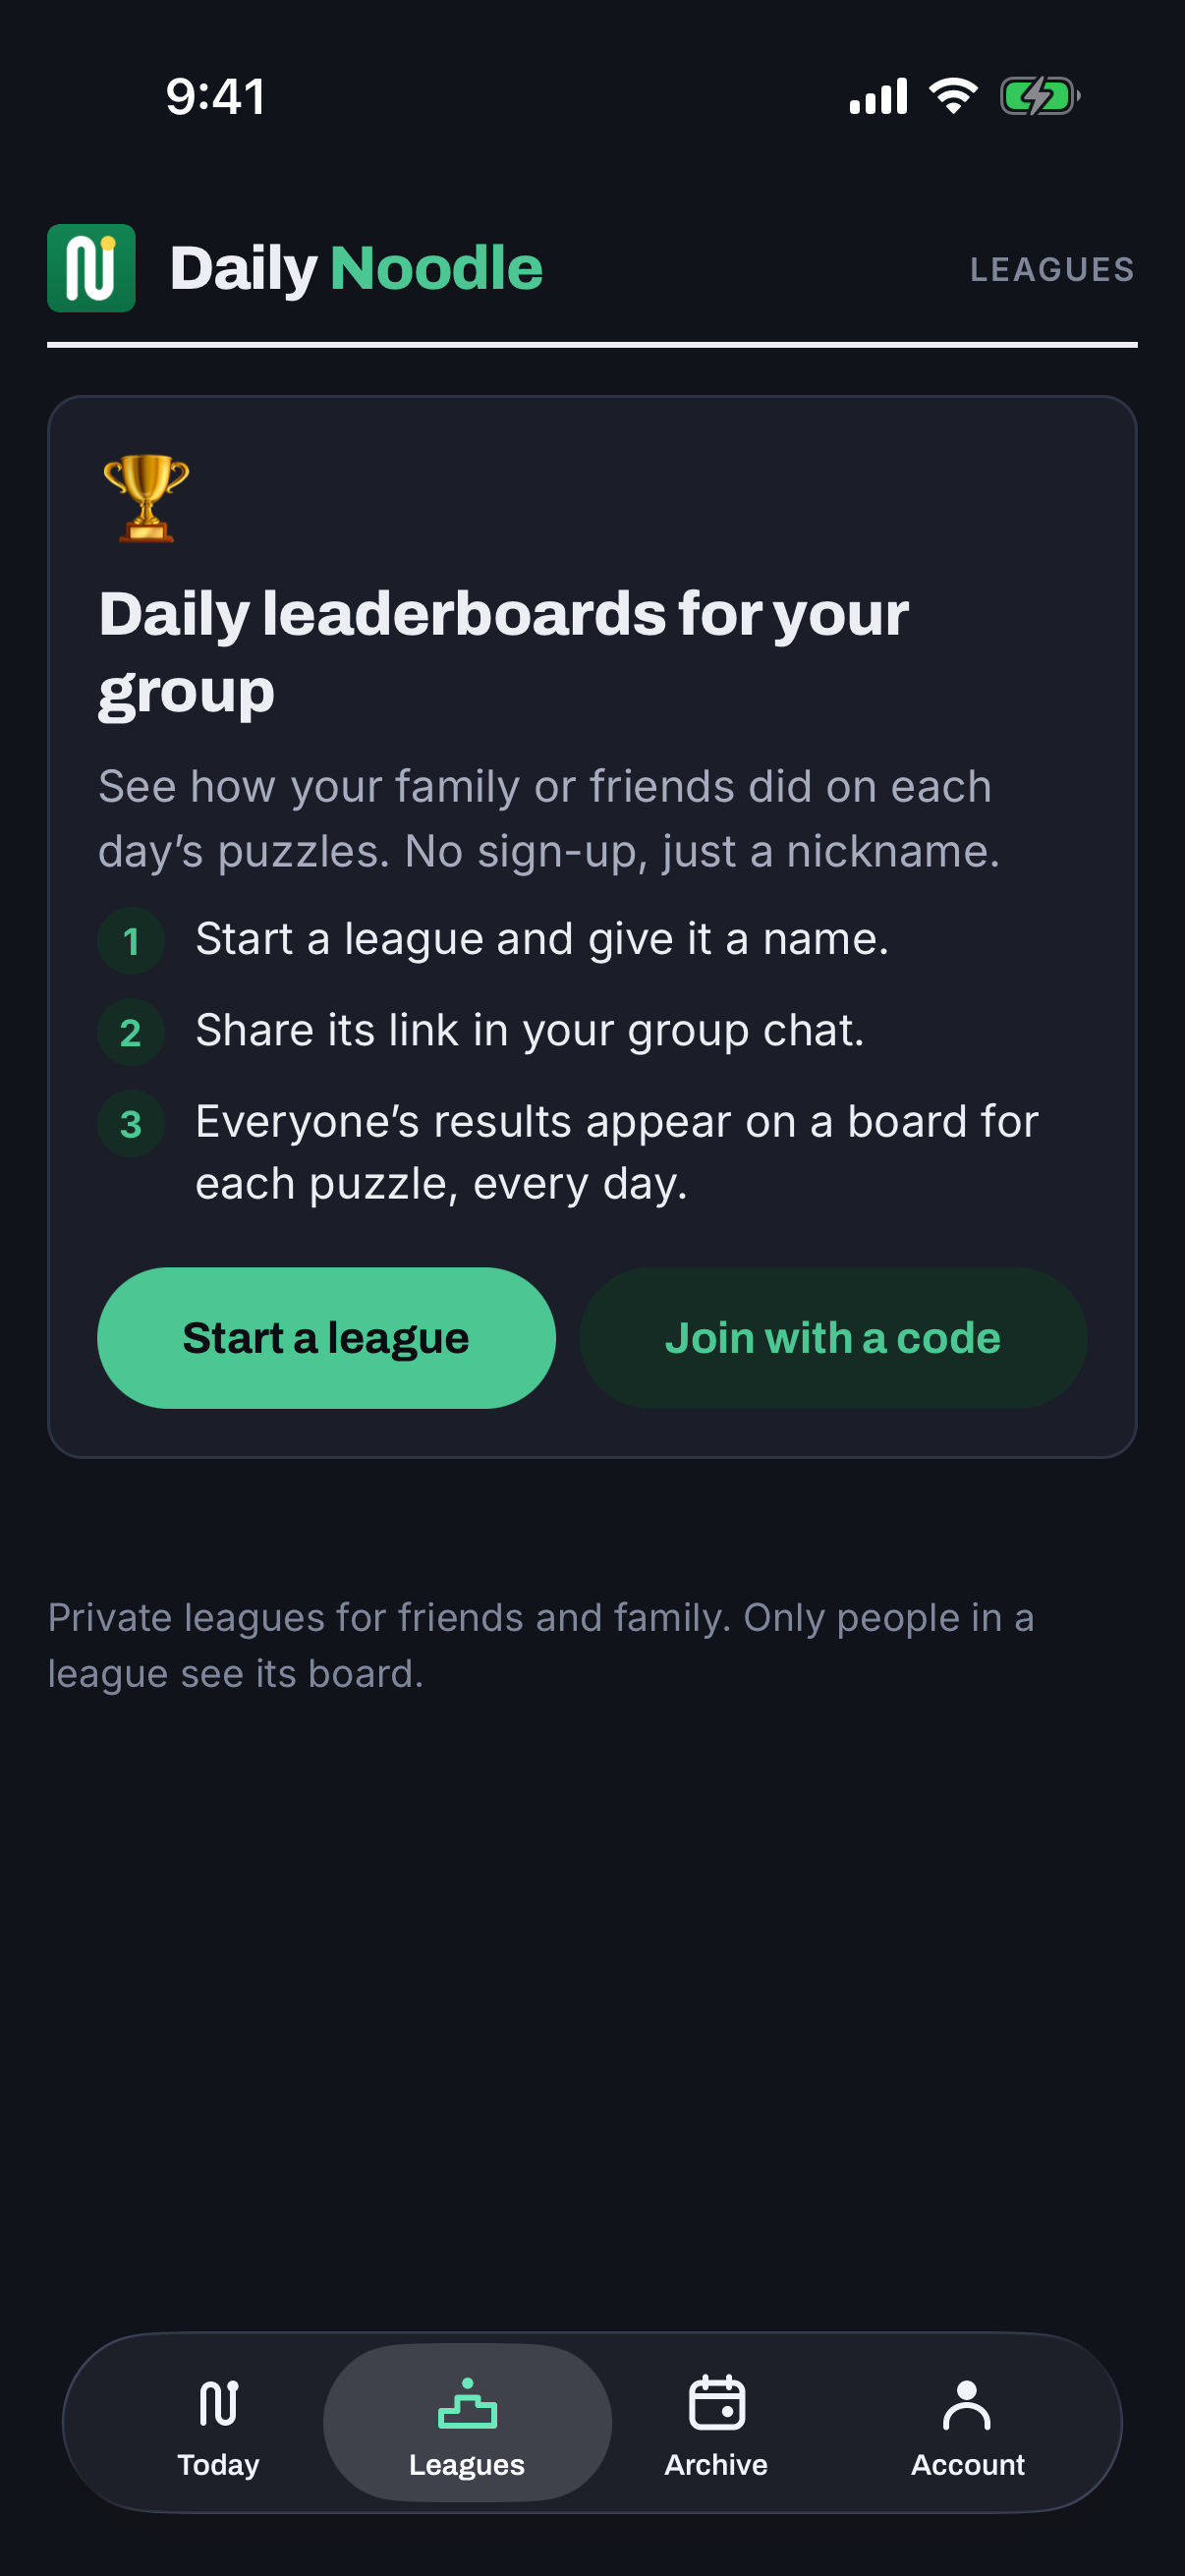 9:41
Daily Noodle
LEAGUES
Daily leaderboards for your
group
See how your family or friends did on each
day’s puzzles. No sign-up, just a nickname.
1 Start a league and give it a name.
2 Share its link in your group chat.
3 Everyone’s results appear on a board for
each puzzle, every day.
Start a league
Join with a code
Private leagues for friends and family. Only people in a
league see its board.
Today
Leagues
Archive
Account